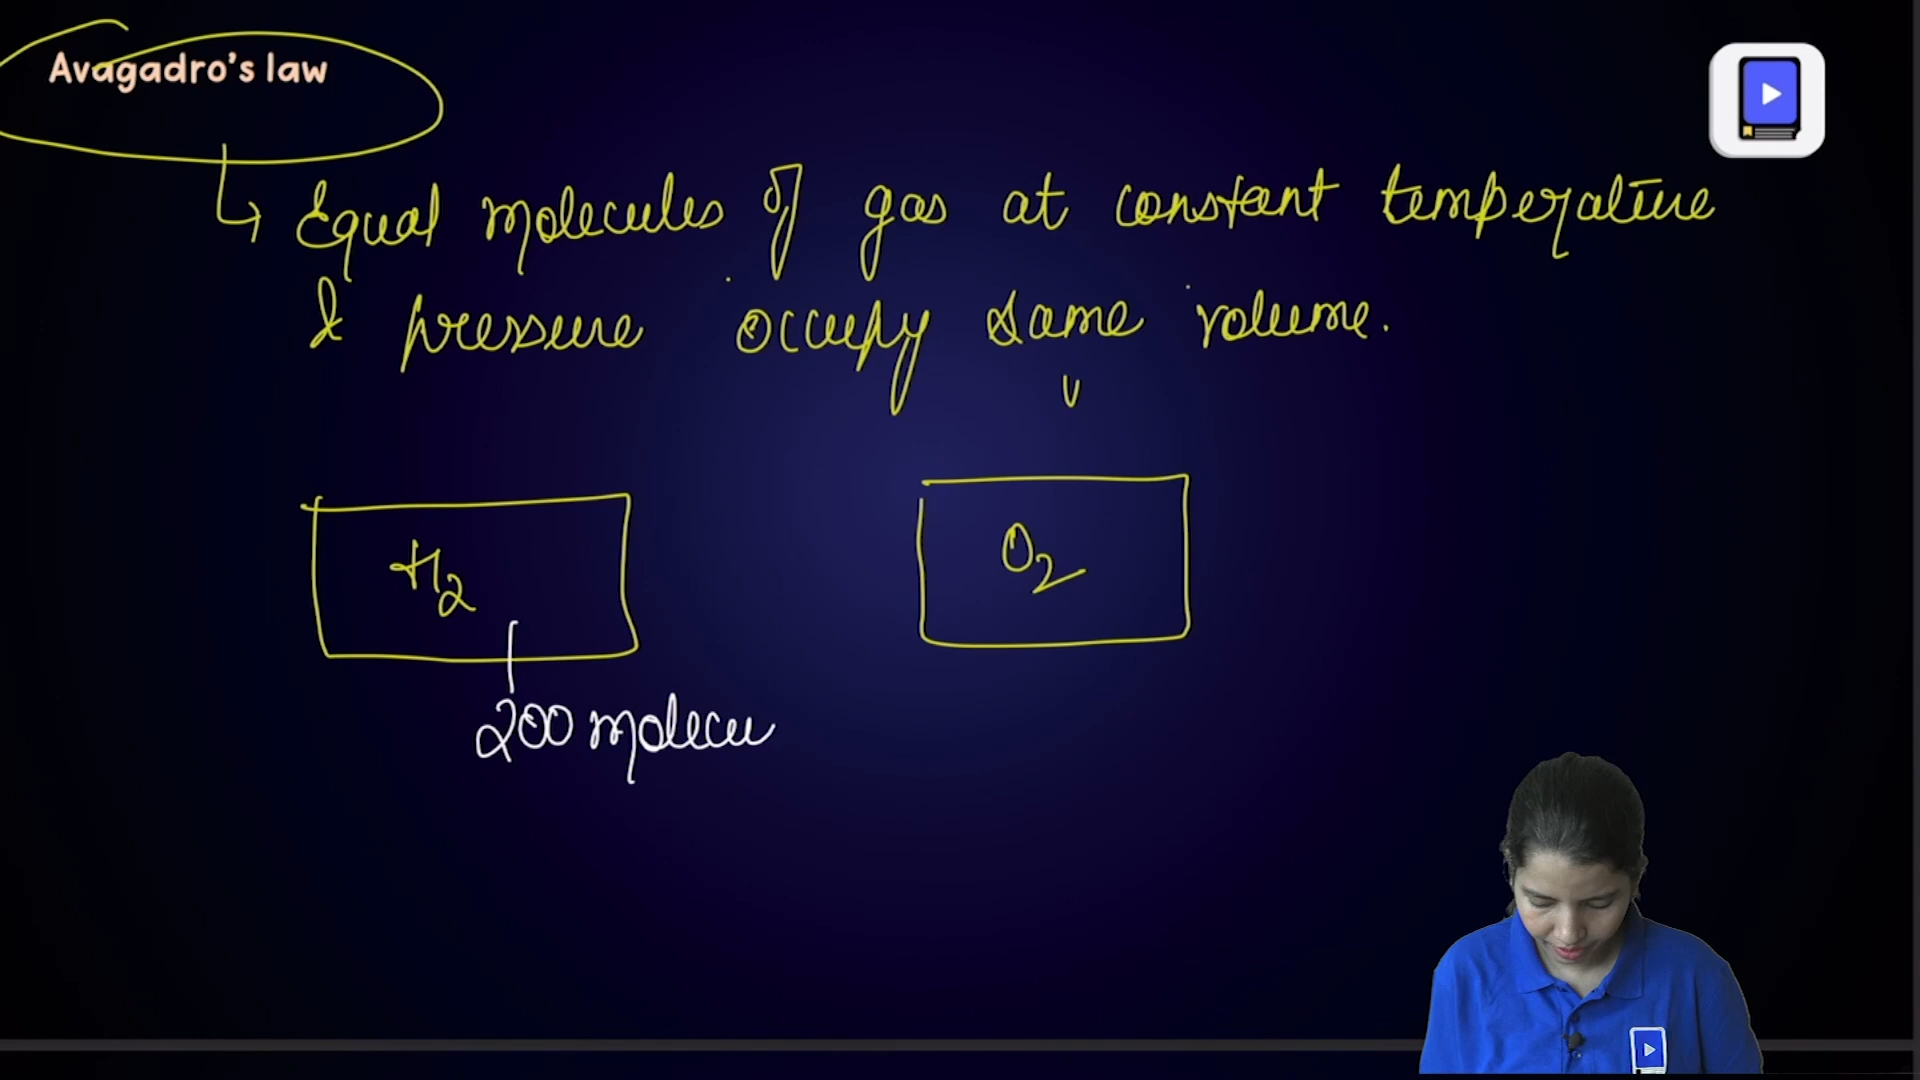 Avagadro's law
↳ Equal molecules of gas at constant temperature
& pressure occupy same volume.
H2
O2
200 molecu